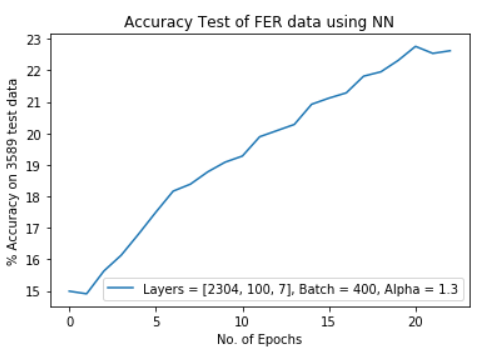 Accuracy Test of FER data using NN
% Accuracy on 3589 test data
23
22
21
20
19
18
17
16
15
Layers = [2304, 100, 7], Batch = 400, Alpha = 1.3
0 5 10 15 20
No. of Epochs